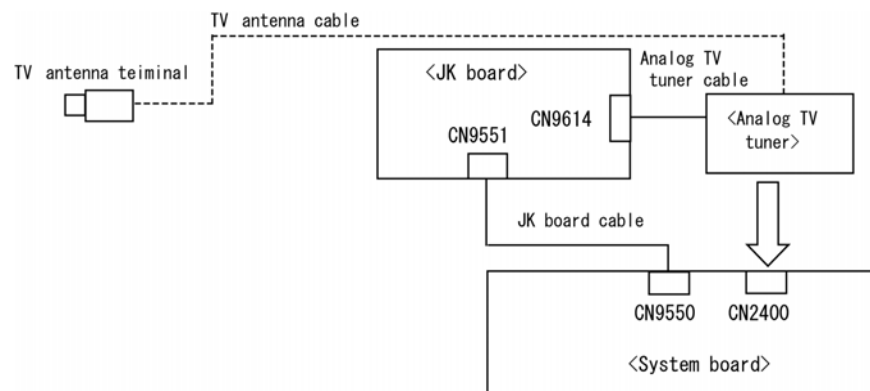 TV antenna cable
TV antenna teiminal
<JK board>
Analog TV
tuner cable
CN9614
<Analog TV
tuner>
CN9551
JK board cable
CN9550
CN2400
<System board>